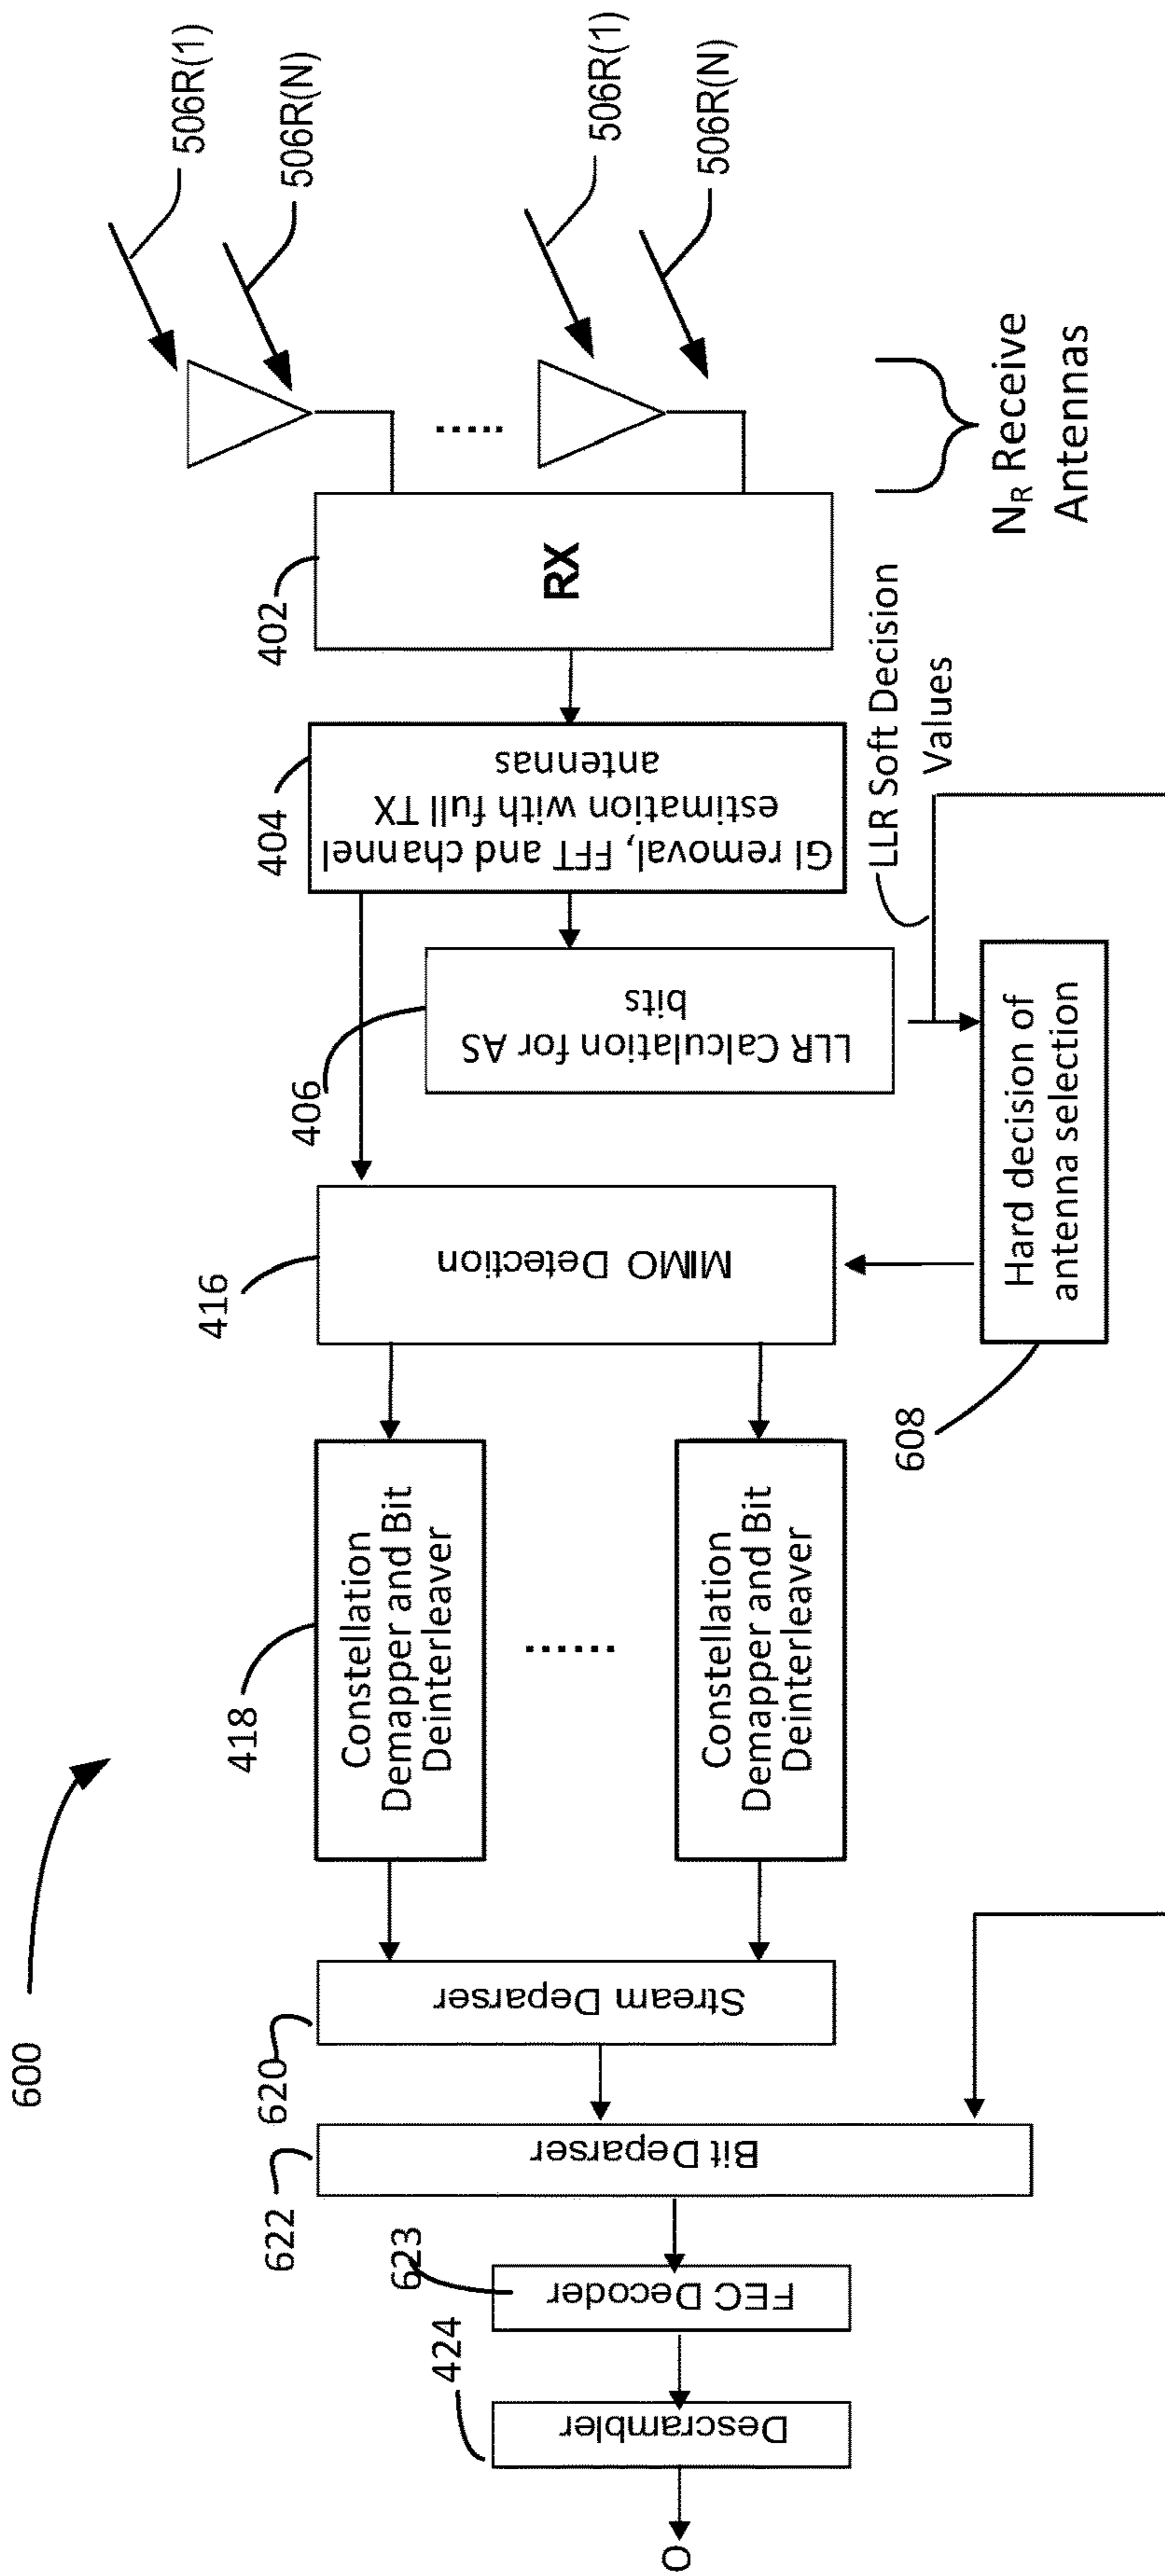 600
506R(1)
506R(N)
506R(1)
506R(N)
N_R Receive
Antennas
402
RX
404
GI removal, FFT and channel
estimation with full TX
antennas
406
LLR Calculation for AS
bits
LLR Soft Decision
Values
416
MIMO Detection
608
Hard decision of
antenna selection
418
Constellation
Demapper and Bit
Deinterleaver
......
Constellation
Demapper and Bit
Deinterleaver
.....
620
Stream Deparser
622
Bit Deparser
623
FEC Decoder
424
Descrambler
O